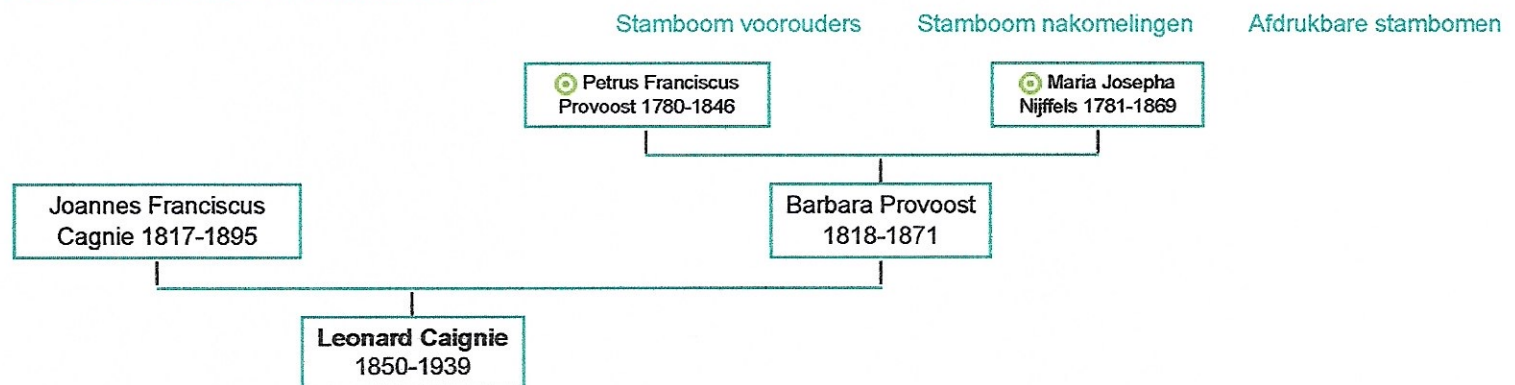 Stamboom voorouders Stamboom nakomelingen Afdrukbare stambomen
Petrus Franciscus
Provoost 1780-1846
Maria Josepha
Nijffels 1781-1869
Joannes Franciscus
Cagnie 1817-1895
Barbara Provoost
1818-1871
Leonard Caignie
1850-1939